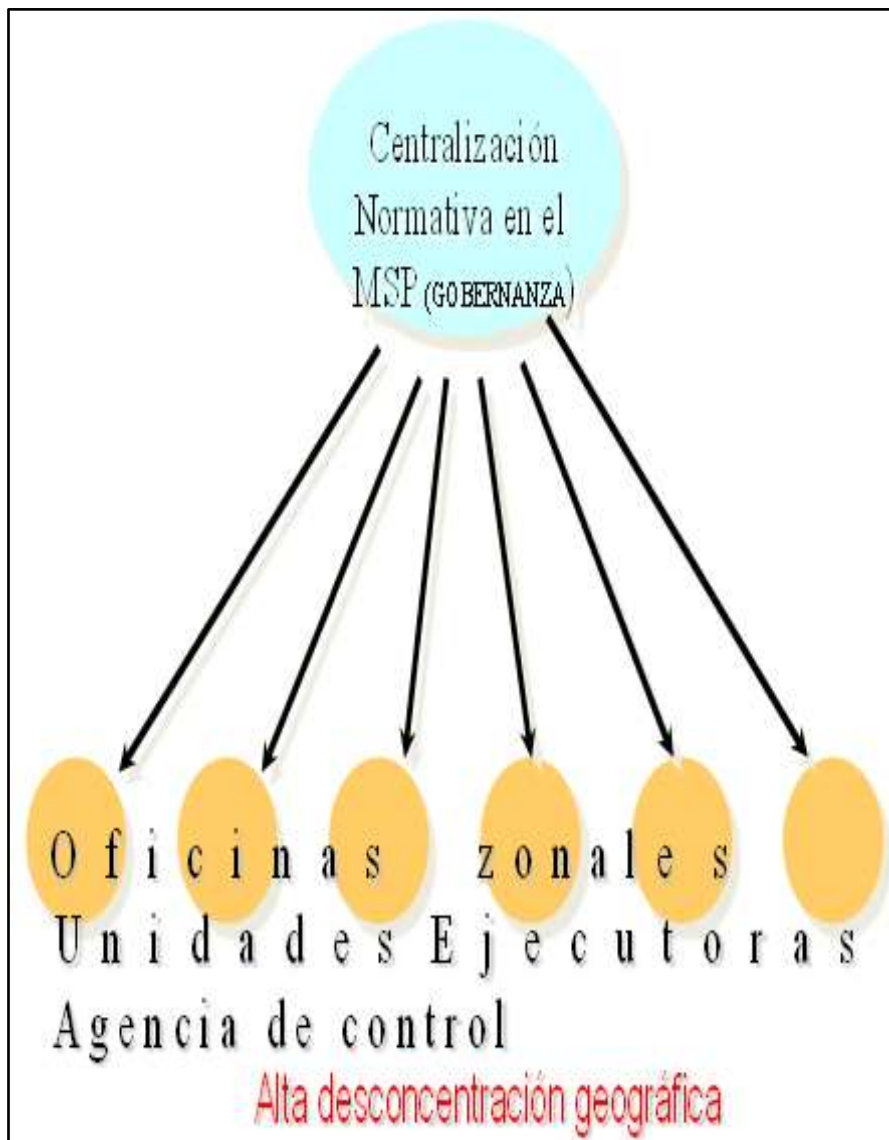 Centralización
Normativa en el
MSP (GOBERNANZA)
Oficinas zonales
Unidades Ejecutoras
Agencia de control
Alta desconcentración geográfica